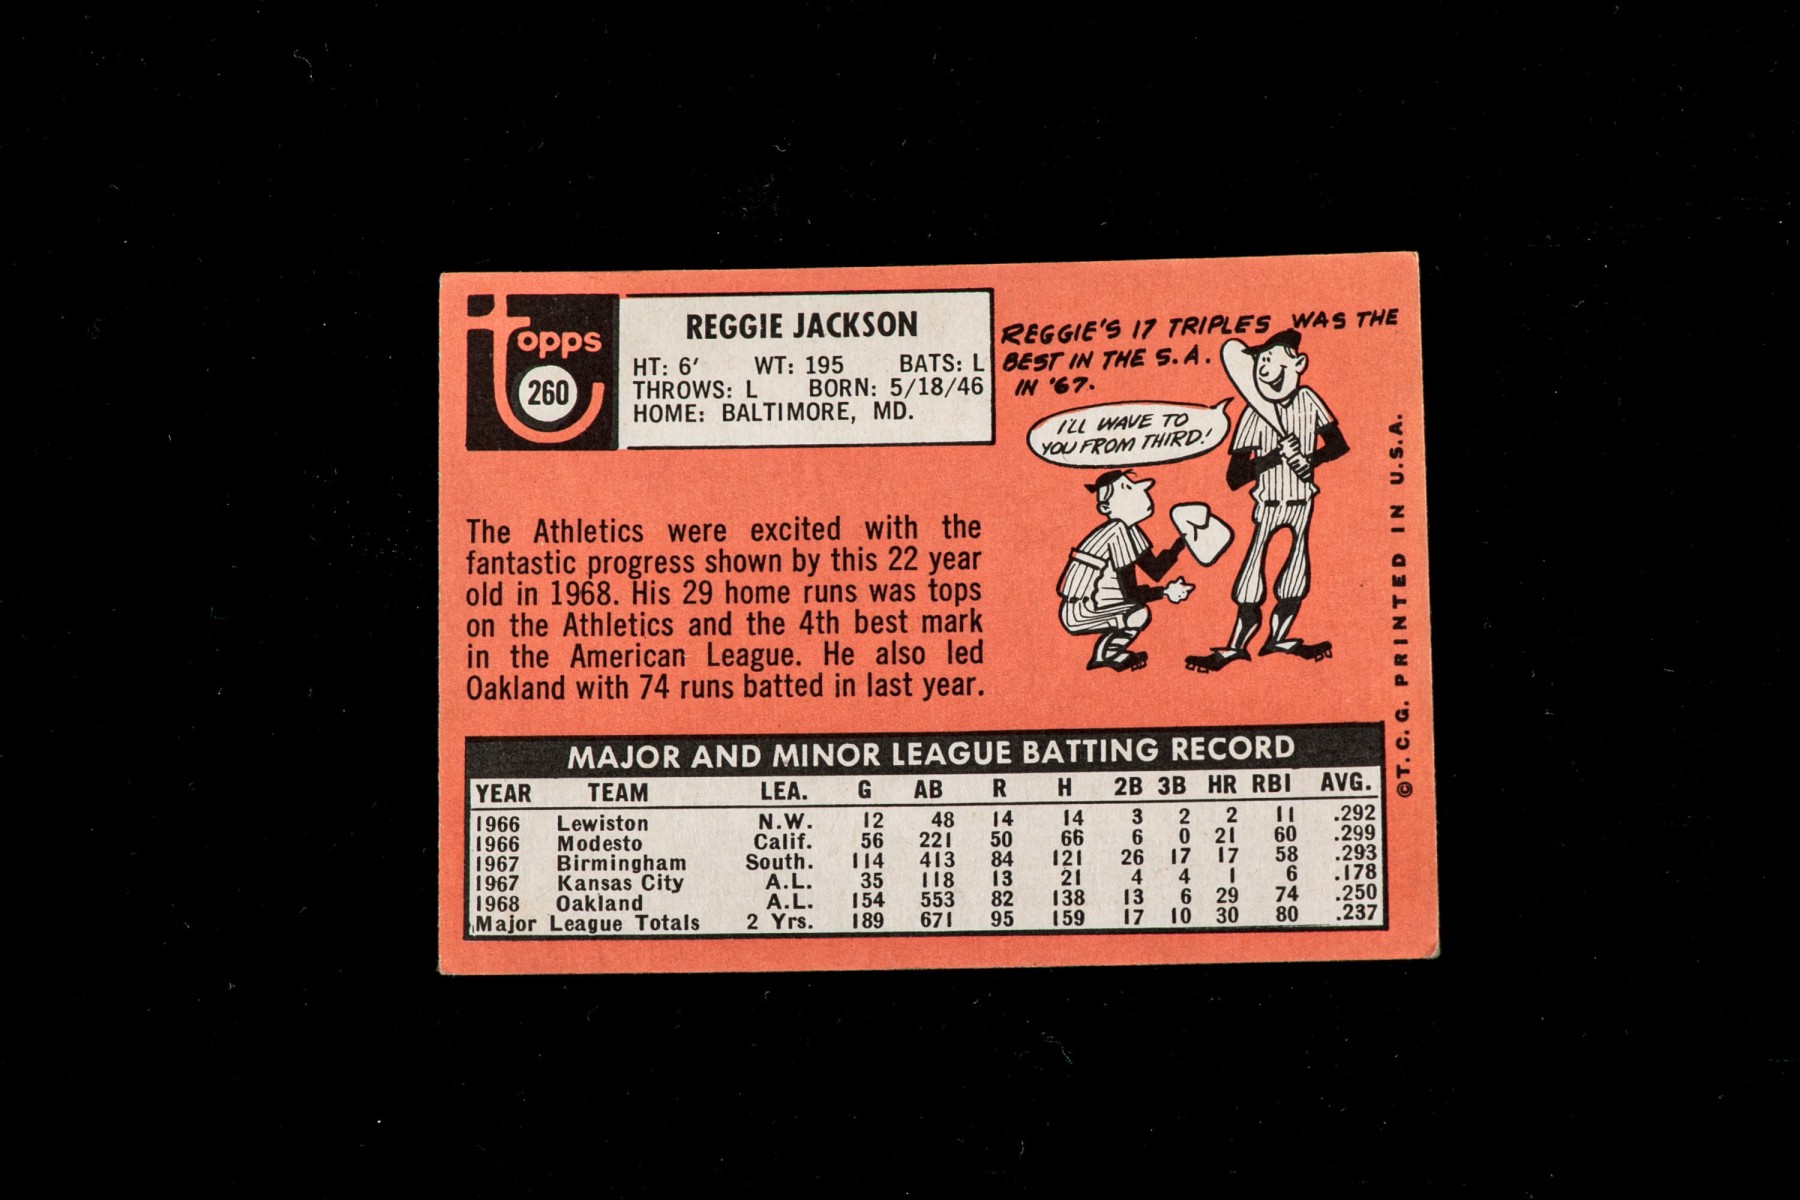 topps
260
REGGIE JACKSON
HT: 6' WT: 195 BATS: L
THROWS: L BORN: 5/18/46
HOME: BALTIMORE, MD.
REGGIE'S 17 TRIPLES WAS THE
BEST IN THE S.A.
IN '67.
I'LL WAVE TO
YOU FROM THIRD!
The Athletics were excited with the
fantastic progress shown by this 22 year
old in 1968. His 29 home runs was tops
on the Athletics and the 4th best mark
in the American League. He also led
Oakland with 74 runs batted in last year.
MAJOR AND MINOR LEAGUE BATTING RECORD
YEAR TEAM LEA. G AB R H 2B 3B HR RBI AVG.
1966 Lewiston N.W. 12 48 14 14 3 2 2 11 .292
1966 Modesto Calif. 56 221 50 66 6 0 21 60 .299
1967 Birmingham South. 114 413 84 121 26 17 17 58 .293
1967 Kansas City A.L. 35 118 13 21 4 4 1 6 .178
1968 Oakland A.L. 154 553 82 138 13 6 29 74 .250
Major League Totals 2 Yrs. 189 671 95 159 17 10 30 80 .237
©T.C.G. PRINTED IN U.S.A.